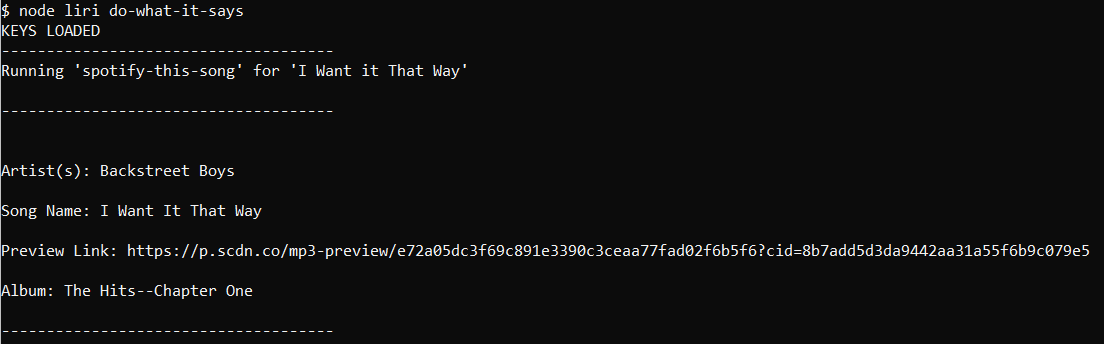 $ node liri do-what-it-says
KEYS LOADED
-------------------------------------
Running 'spotify-this-song' for 'I Want it That Way'
-------------------------------------
Artist(s): Backstreet Boys
Song Name: I Want It That Way
Preview Link: https://p.scdn.co/mp3-preview/e72a05dc3f69c891e3390c3ceaa77fad02f6b5f6?cid=8b7add5d3da9442aa31a55f6b9c079e5
Album: The Hits--Chapter One
-------------------------------------